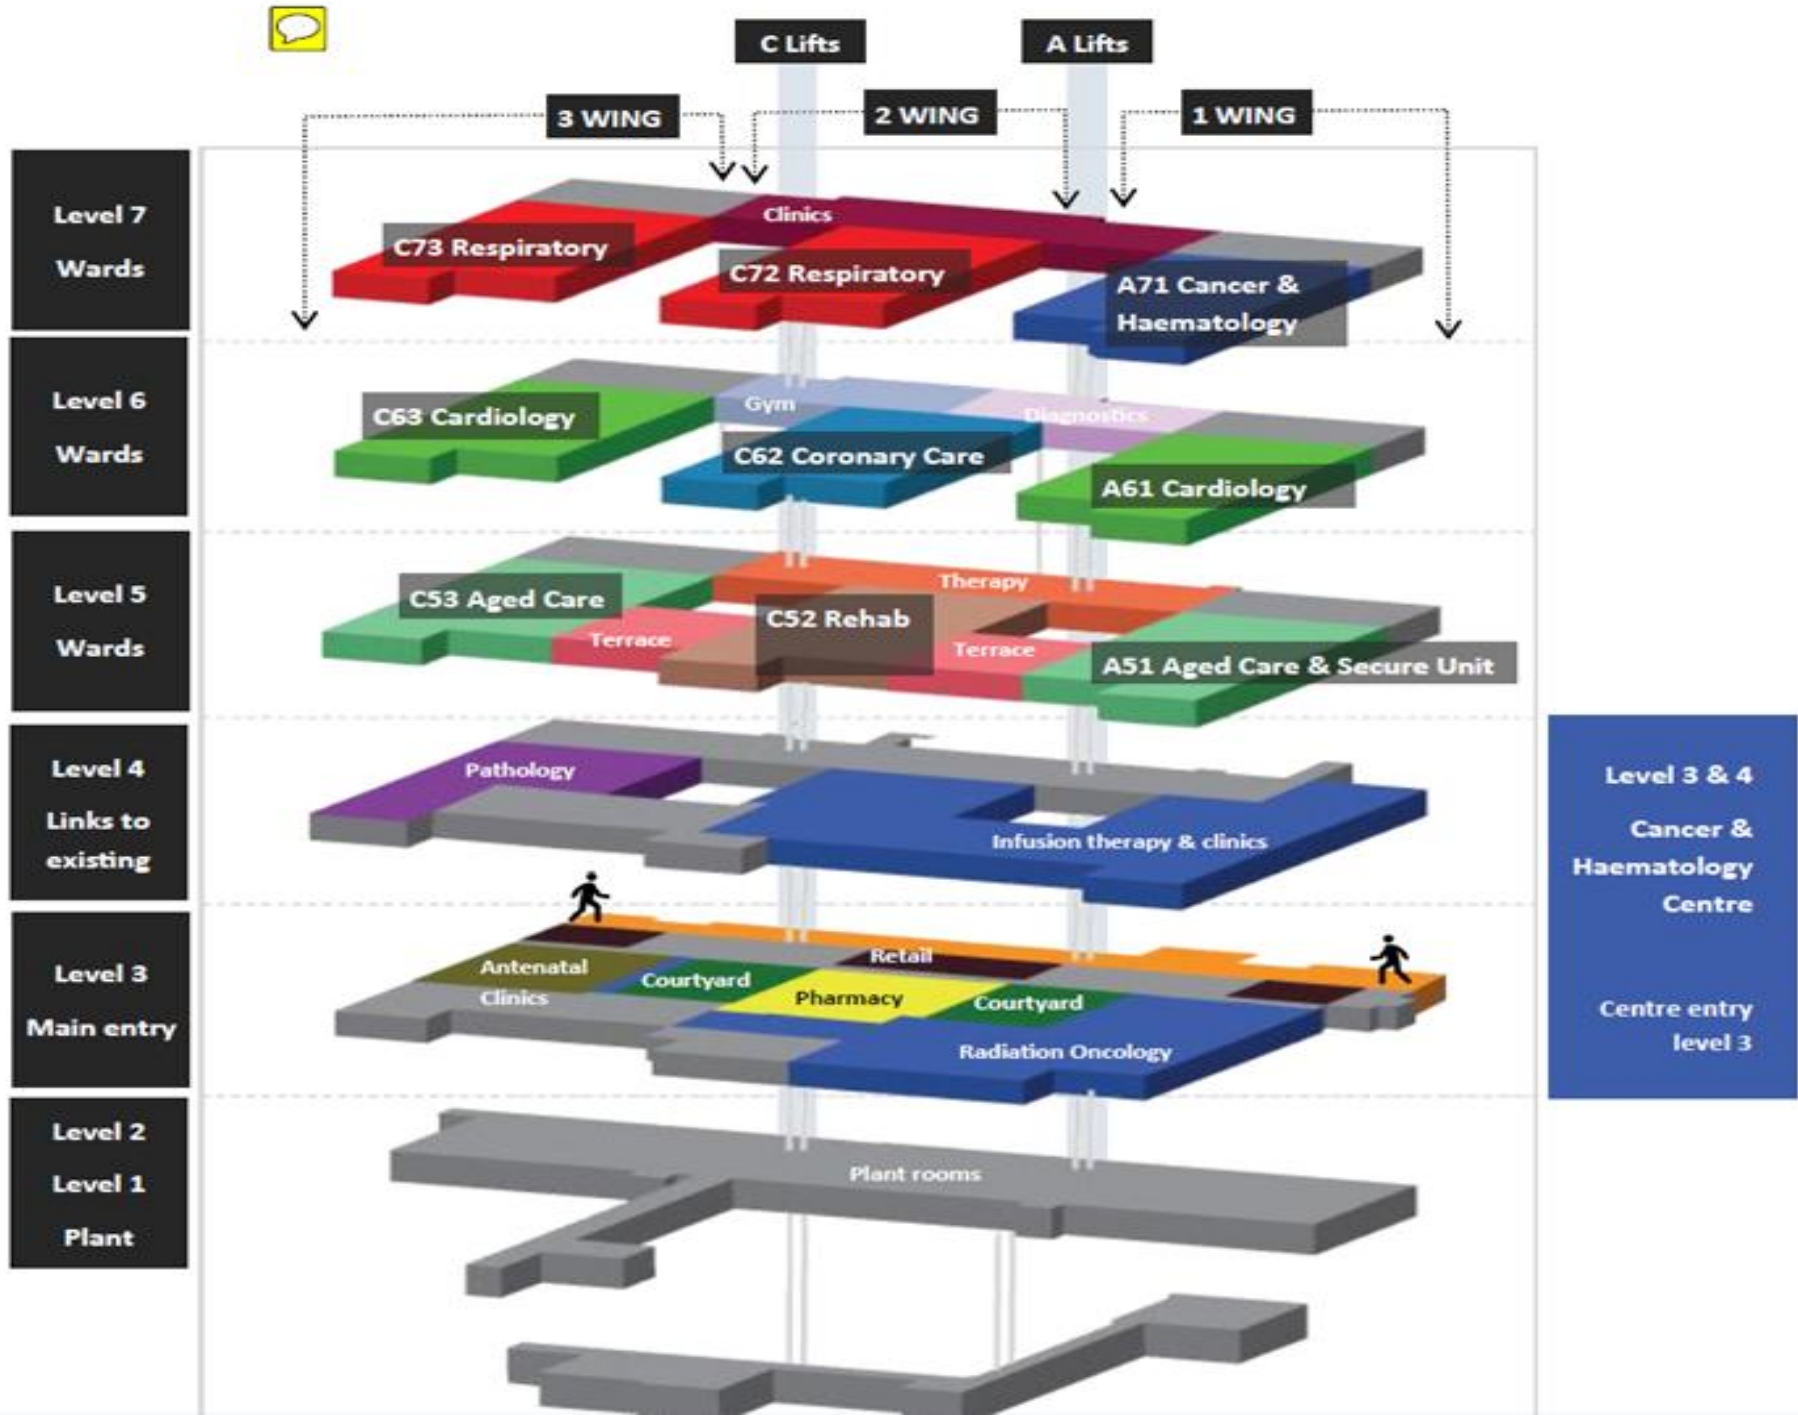 C Lifts
A Lifts
3 WING
2 WING
1 WING
Level 7
Wards
Clinics
C73 Respiratory
C72 Respiratory
A71 Cancer &
Haematology
Level 6
Wards
Gym
Diagnostics
C63 Cardiology
C62 Coronary Care
A61 Cardiology
Level 5
Wards
Therapy
C53 Aged Care
C52 Rehab
Terrace
Terrace
A51 Aged Care & Secure Unit
Level 4
Links to
existing
Pathology
Infusion therapy & clinics
Level 3 & 4
Cancer &
Haematology
Centre
Centre entry
level 3
Level 3
Main entry
Retail
Antenatal
Clinics
Courtyard
Pharmacy
Courtyard
Radiation Oncology
Level 2
Level 1
Plant
Plant rooms